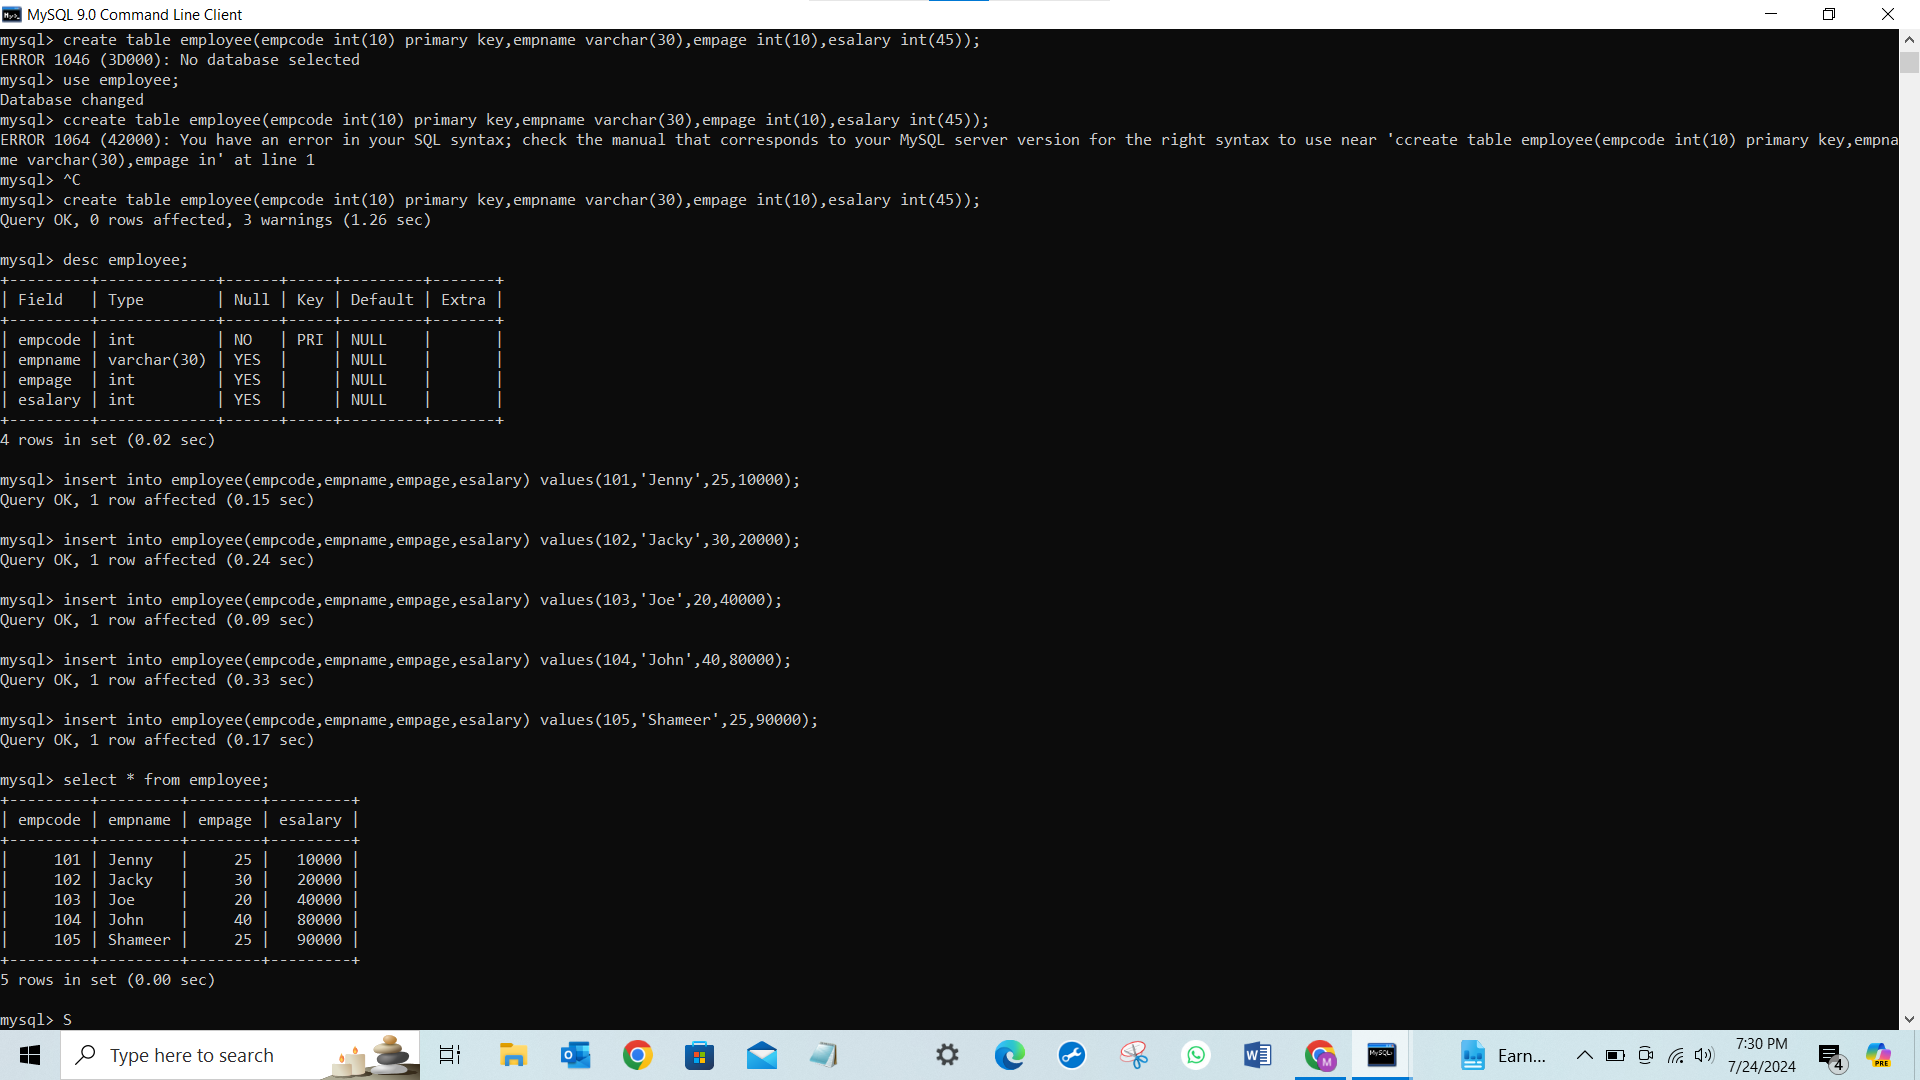 MySQL 9.0 Command Line Client
mysql> create table employee(empcode int(10) primary key,empname varchar(30),empage int(10),esalary int(45));
ERROR 1046 (3D000): No database selected
mysql> use employee;
Database changed
mysql> ccreate table employee(empcode int(10) primary key,empname varchar(30),empage int(10),esalary int(45));
ERROR 1064 (42000): You have an error in your SQL syntax; check the manual that corresponds to your MySQL server version for the right syntax to use near 'ccreate table employee(empcode int(10) primary key,empna
me varchar(30),empage in' at line 1
mysql> ^C
mysql> create table employee(empcode int(10) primary key,empname varchar(30),empage int(10),esalary int(45));
Query OK, 0 rows affected, 3 warnings (1.26 sec)
mysql> desc employee;
+---------+-------------+------+-----+---------+-------+
| Field   | Type        | Null | Key | Default | Extra |
+---------+-------------+------+-----+---------+-------+
| empcode | int         | NO   | PRI | NULL    |       |
| empname | varchar(30) | YES  |     | NULL    |       |
| empage  | int         | YES  |     | NULL    |       |
| esalary | int         | YES  |     | NULL    |       |
+---------+-------------+------+-----+---------+-------+
4 rows in set (0.02 sec)
mysql> insert into employee(empcode,empname,empage,esalary) values(101,'Jenny',25,10000);
Query OK, 1 row affected (0.15 sec)
mysql> insert into employee(empcode,empname,empage,esalary) values(102,'Jacky',30,20000);
Query OK, 1 row affected (0.24 sec)
mysql> insert into employee(empcode,empname,empage,esalary) values(103,'Joe',20,40000);
Query OK, 1 row affected (0.09 sec)
mysql> insert into employee(empcode,empname,empage,esalary) values(104,'John',40,80000);
Query OK, 1 row affected (0.33 sec)
mysql> insert into employee(empcode,empname,empage,esalary) values(105,'Shameer',25,90000);
Query OK, 1 row affected (0.17 sec)
mysql> select * from employee;
+---------+---------+--------+---------+
| empcode | empname | empage | esalary |
+---------+---------+--------+---------+
|     101 | Jenny   |     25 |   10000 |
|     102 | Jacky   |     30 |   20000 |
|     103 | Joe     |     20 |   40000 |
|     104 | John    |     40 |   80000 |
|     105 | Shameer |     25 |   90000 |
+---------+---------+--------+---------+
5 rows in set (0.00 sec)
mysql> S
Type here to search
Earn...
7:30 PM
7/24/2024
4
PRE
M
W
MySQL